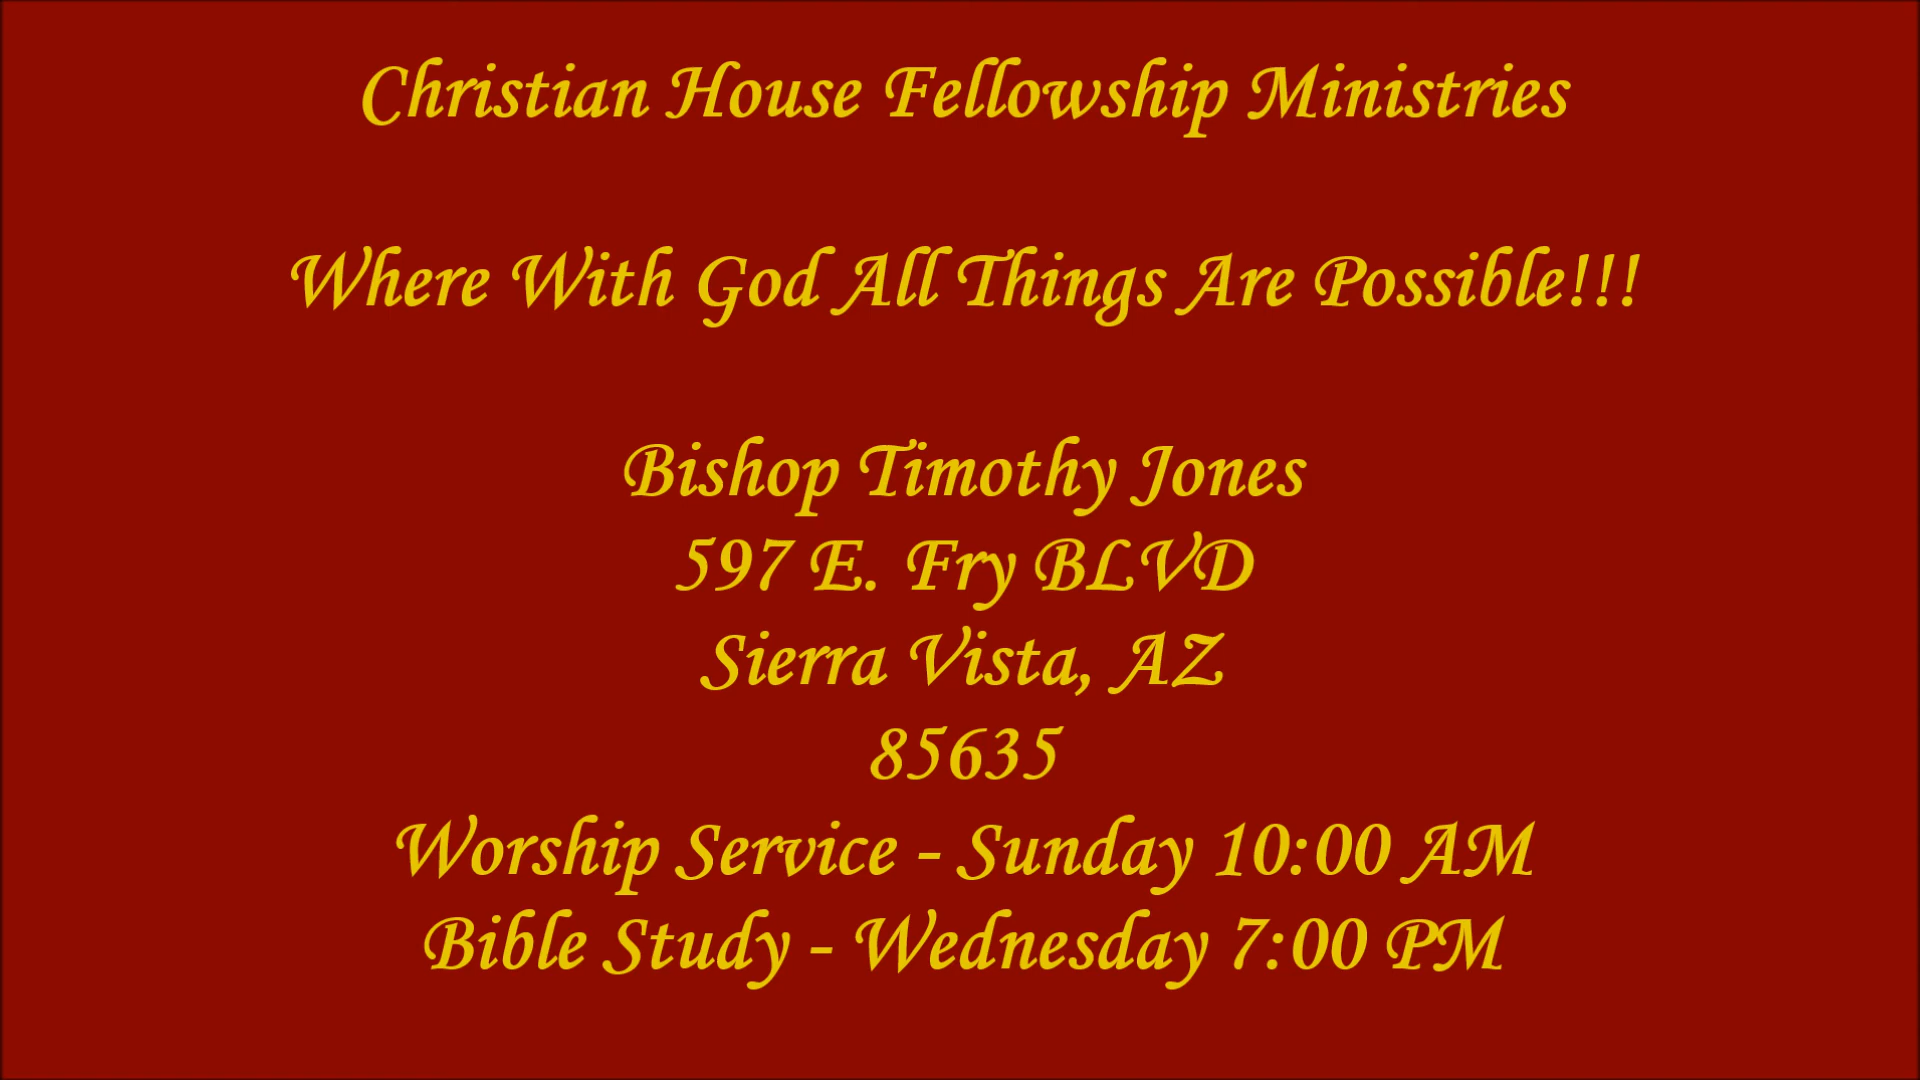 Christian House Fellowship Ministries
Where With God All Things Are Possible!!!
Bishop Timothy Jones
597 E. Fry BLVD
Sierra Vista, AZ
85635
Worship Service - Sunday 10:00 AM
Bible Study - Wednesday 7:00 PM